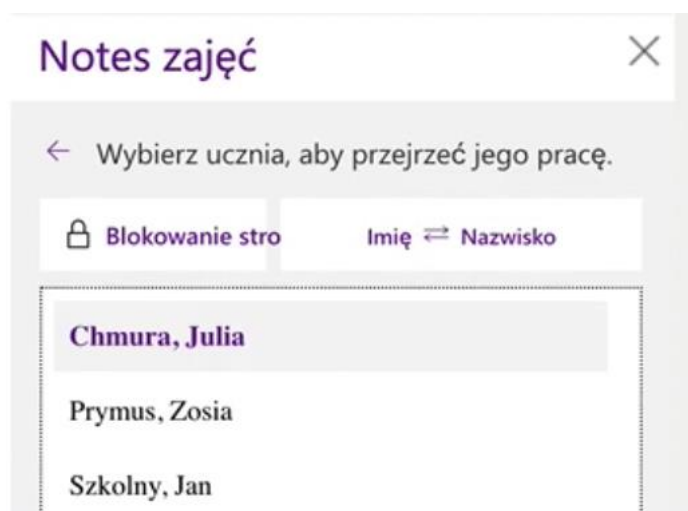 Notes zajęć
Wybierz ucznia, aby przejrzeć jego pracę.
Blokowanie stro
Imię ⇄ Nazwisko
Chmura, Julia
Prymus, Zosia
Szkolny, Jan